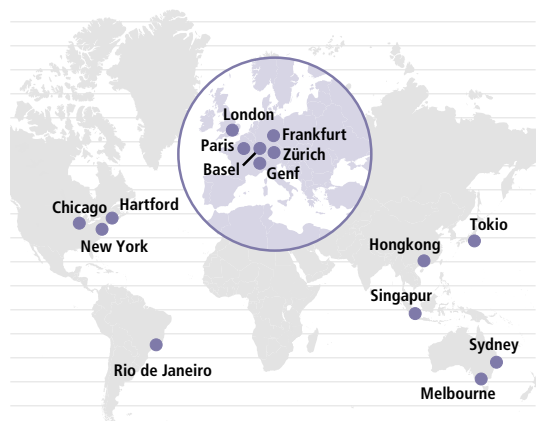 London
Frankfurt
Paris
Zürich
Basel
Genf
Chicago
Hartford
New York
Tokio
Hongkong
Singapur
Rio de Janeiro
Sydney
Melbourne